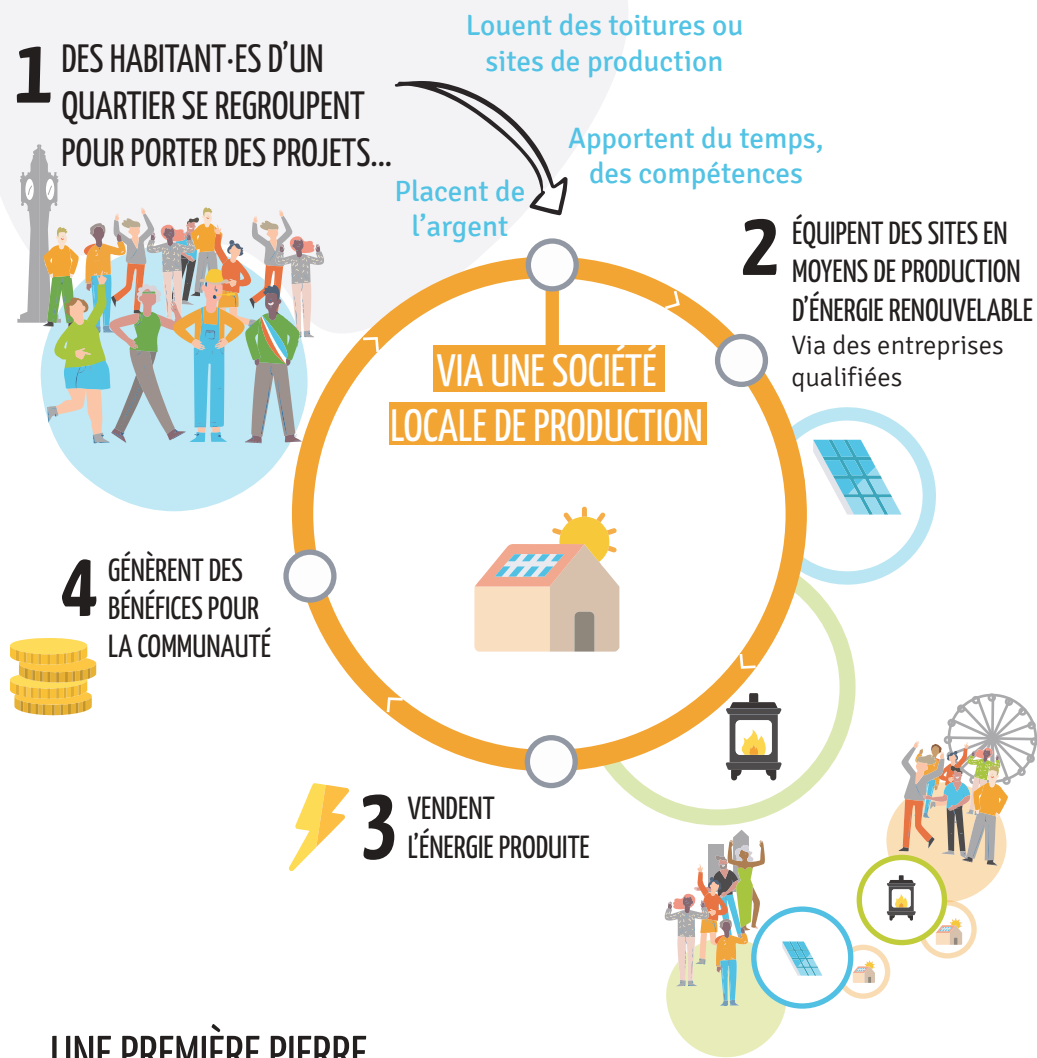 1 DES HABITANT·ES D'UN
QUARTIER SE REGROUPENT
POUR PORTER DES PROJETS...
Louent des toitures ou
sites de production
Apportent du temps,
des compétences
Placent de
l'argent
2 ÉQUIPENT DES SITES EN
MOYENS DE PRODUCTION
D'ÉNERGIE RENOUVELABLE
Via des entreprises
qualifiées
VIA UNE SOCIÉTÉ
LOCALE DE PRODUCTION
4 GÉNÈRENT DES
BÉNÉFICES POUR
LA COMMUNAUTÉ
3 VENDENT
L'ÉNERGIE PRODUITE
UNE PREMIÈRE PIERRE